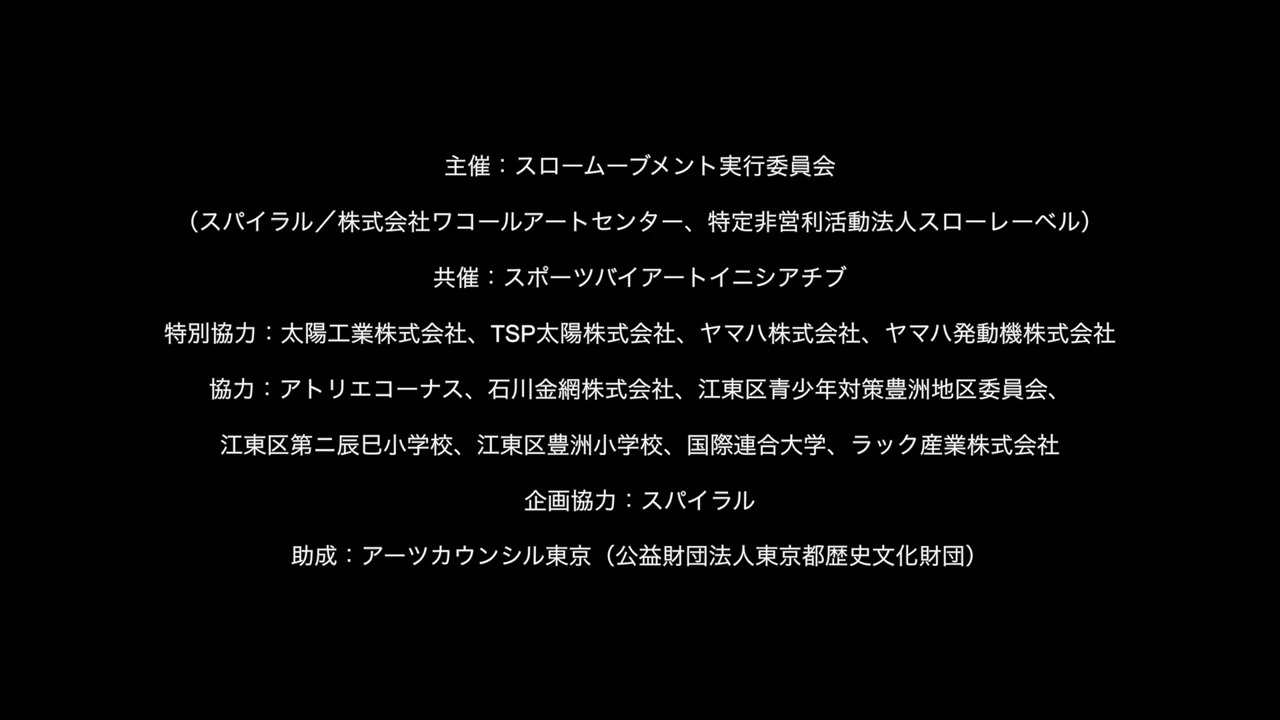 主催：スロームーブメント実行委員会
（スパイラル／株式会社ワコールアートセンター、特定非営利活動法人スローレーベル）
共催：スポーツバイアートイニシアチブ
特別協力：太陽工業株式会社、TSP太陽株式会社、ヤマハ株式会社、ヤマハ発動機株式会社
協力：アトリエコーナス、石川金網株式会社、江東区青少年対策豊洲地区委員会、
江東区第ニ辰巳小学校、江東区豊洲小学校、国際連合大学、ラック産業株式会社
企画協力：スパイラル
助成：アーツカウンシル東京（公益財団法人東京都歴史文化財団）